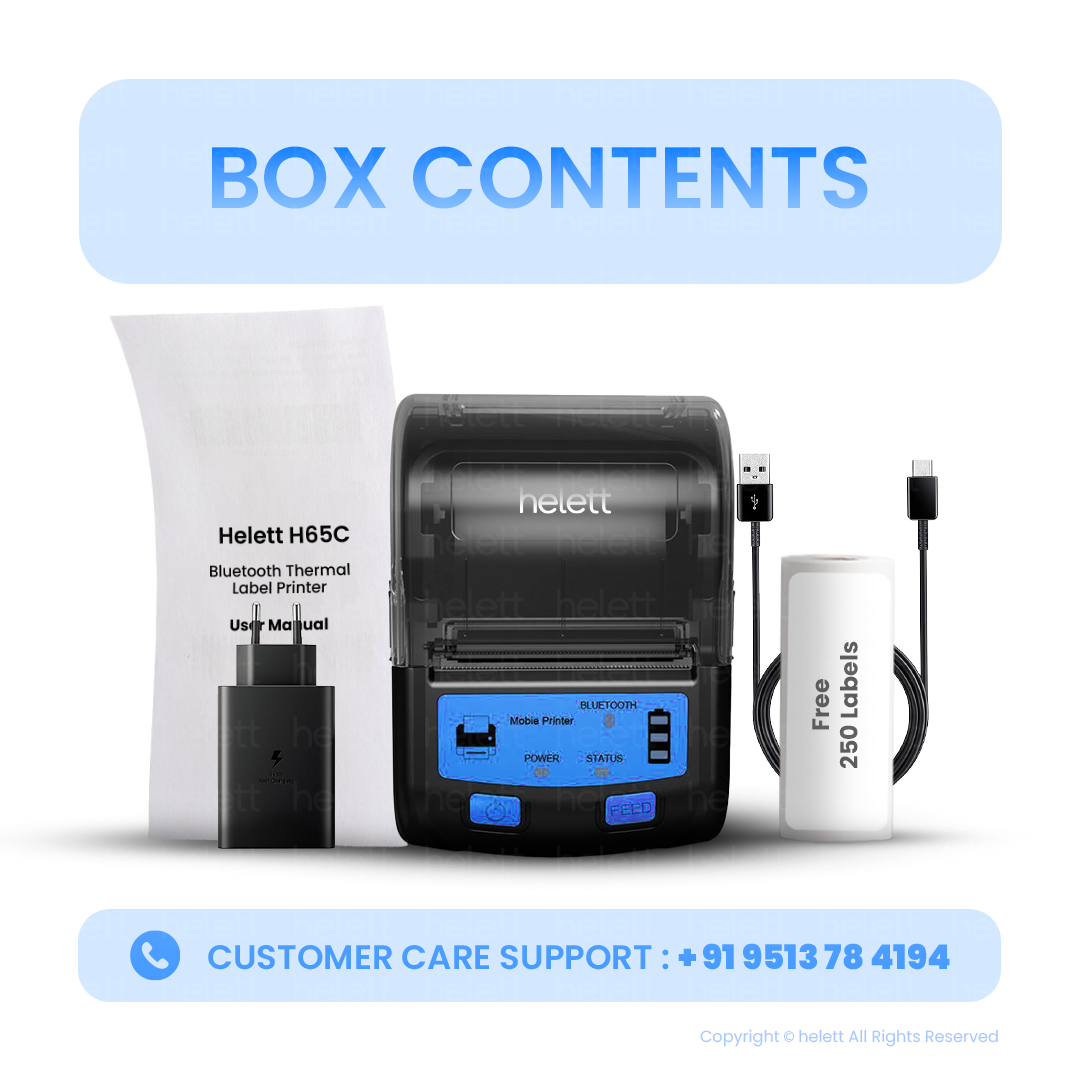 BOX CONTENTS
Helett H65C
Bluetooth Thermal
Label Printer
User Manual
helett
BLUETOOTH
Mobie Printer
POWER STATUS
FEED
Free
250 Labels
CUSTOMER CARE SUPPORT : + 91 9513 78 4194
Copyright © helett All Rights Reserved